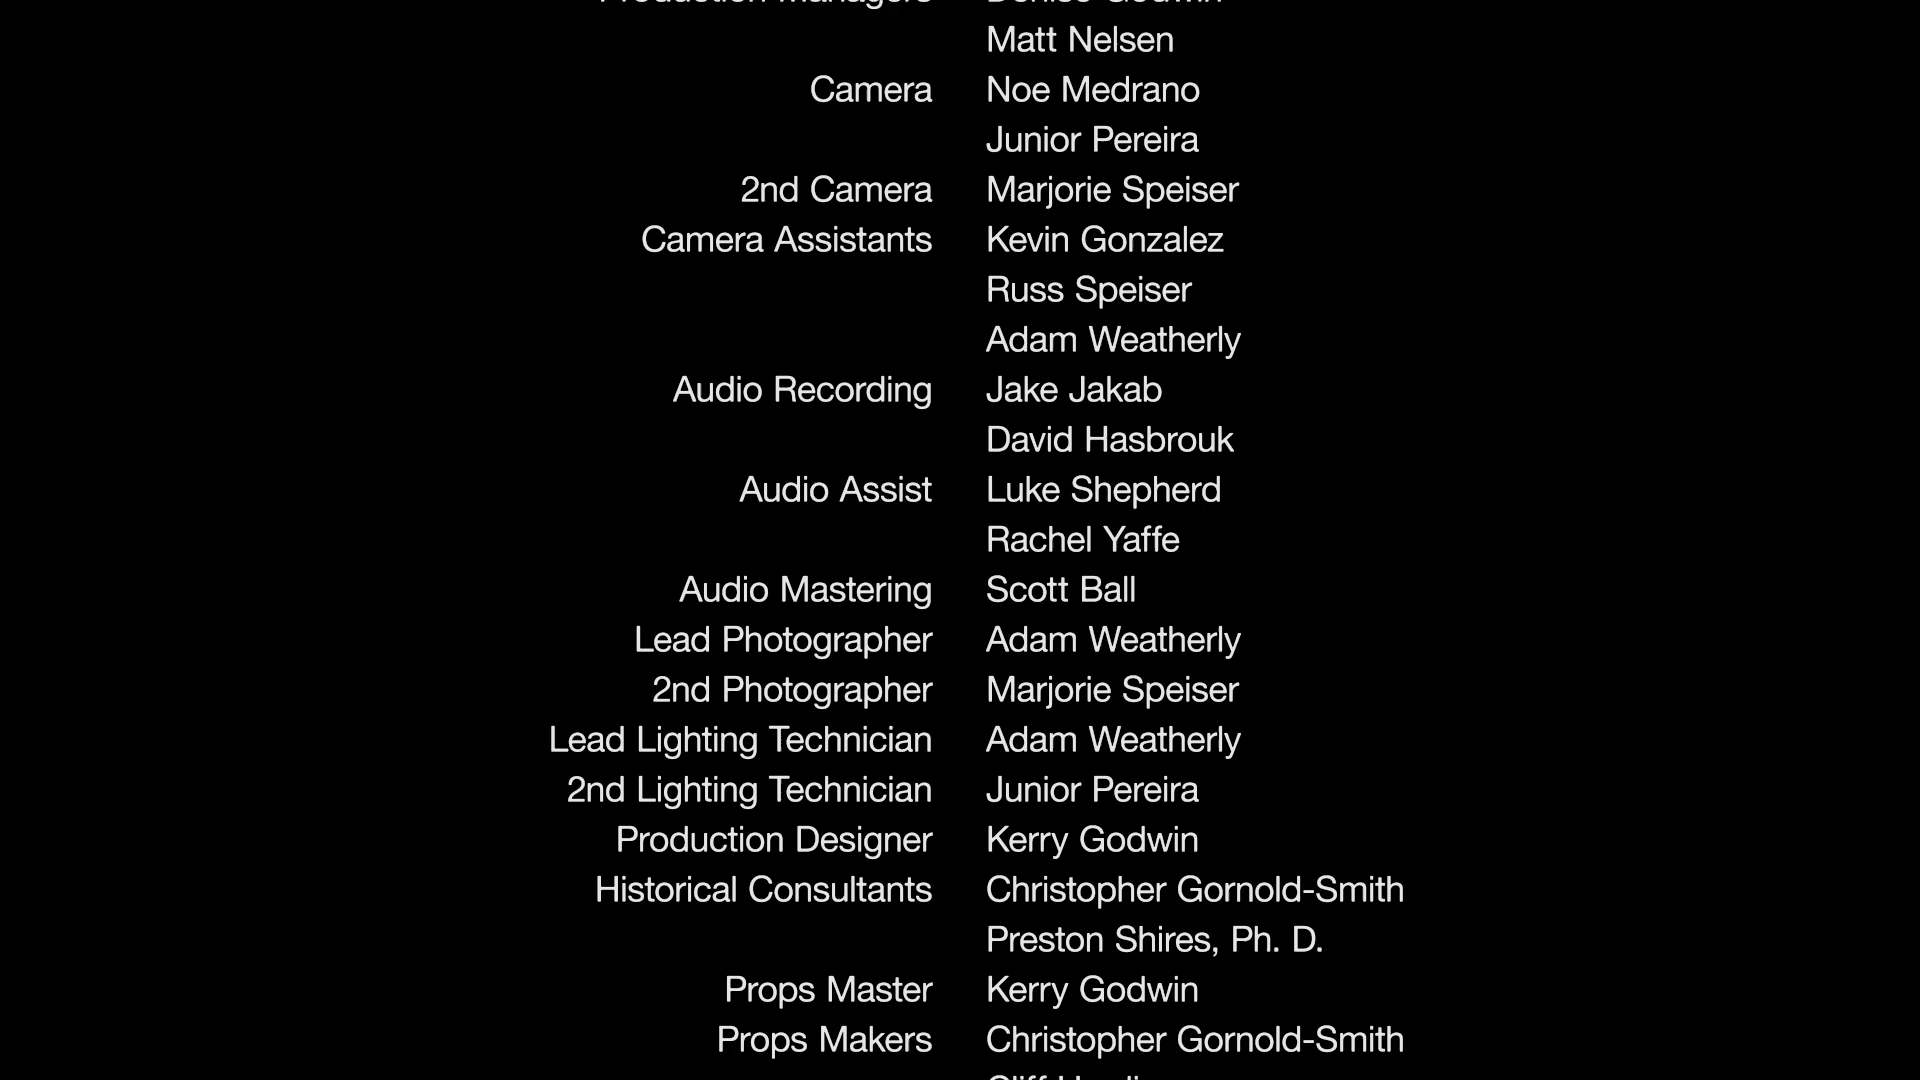 Production Managers Denise Godwin
Matt Nelsen
Camera Noe Medrano
Junior Pereira
2nd Camera Marjorie Speiser
Camera Assistants Kevin Gonzalez
Russ Speiser
Adam Weatherly
Audio Recording Jake Jakab
David Hasbrouk
Audio Assist Luke Shepherd
Rachel Yaffe
Audio Mastering Scott Ball
Lead Photographer Adam Weatherly
2nd Photographer Marjorie Speiser
Lead Lighting Technician Adam Weatherly
2nd Lighting Technician Junior Pereira
Production Designer Kerry Godwin
Historical Consultants Christopher Gornold-Smith
Preston Shires, Ph. D.
Props Master Kerry Godwin
Props Makers Christopher Gornold-Smith
Cliff